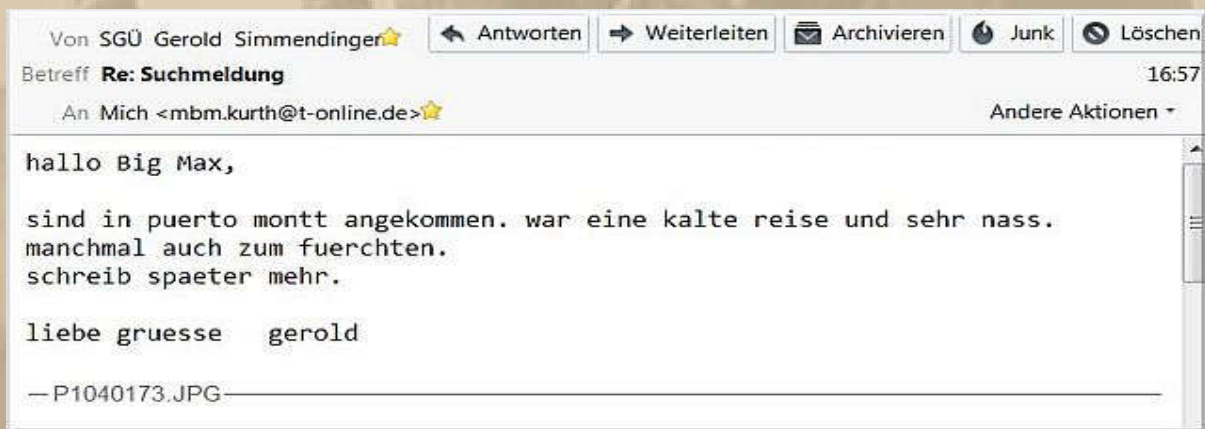 Von SGÜ Gerold Simmendinger Antworten Weiterleiten Archivieren Junk Löschen
Betreff Re: Suchmeldung 16:57
An Mich <mbm.kurth@t-online.de> Andere Aktionen
hallo Big Max,
sind in puerto montt angekommen. war eine kalte reise und sehr nass.
manchmal auch zum fuerchten.
schreib spaeter mehr.
liebe gruesse gerold
P1040173.JPG